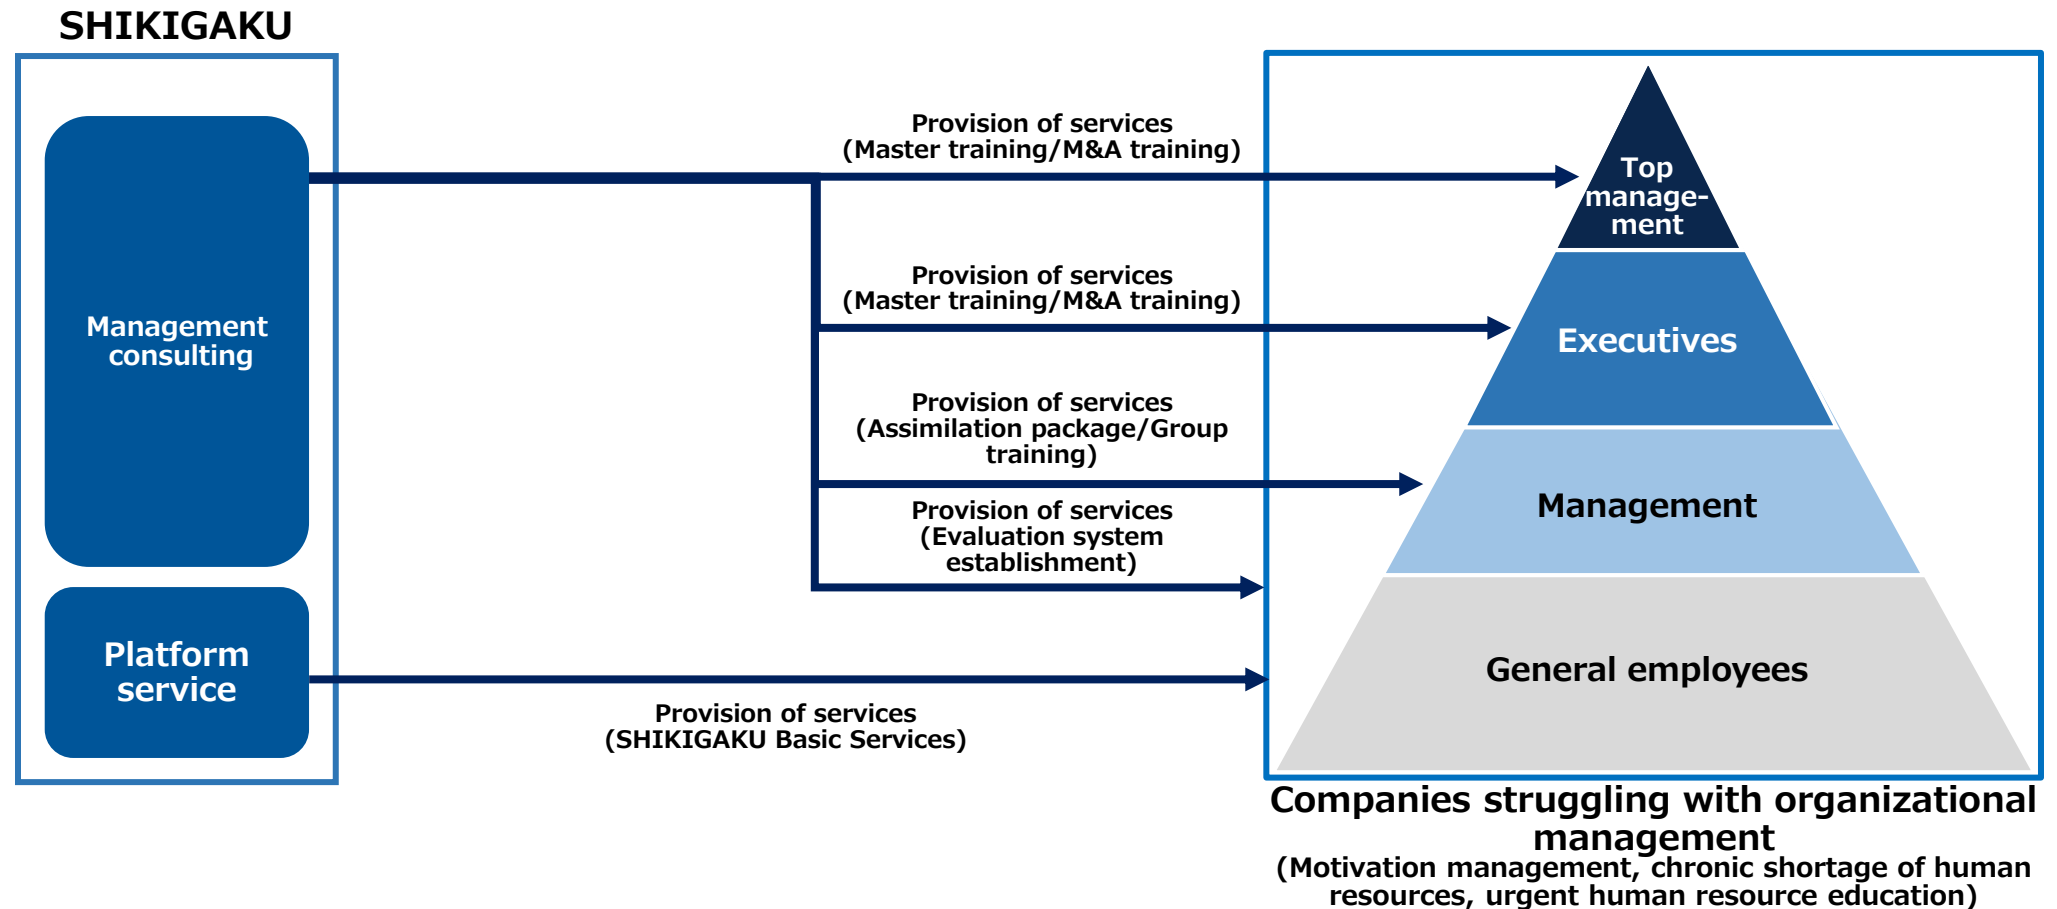 SHIKIGAKU
Management
consulting
Platform
service
Provision of services
(Master training/M&A training)
Provision of services
(Master training/M&A training)
Provision of services
(Assimilation package/Group
training)
Provision of services
(Evaluation system
establishment)
Provision of services
(SHIKIGAKU Basic Services)
Top
manage-
ment
Executives
Management
General employees
Companies struggling with organizational
management
(Motivation management, chronic shortage of human
resources, urgent human resource education)